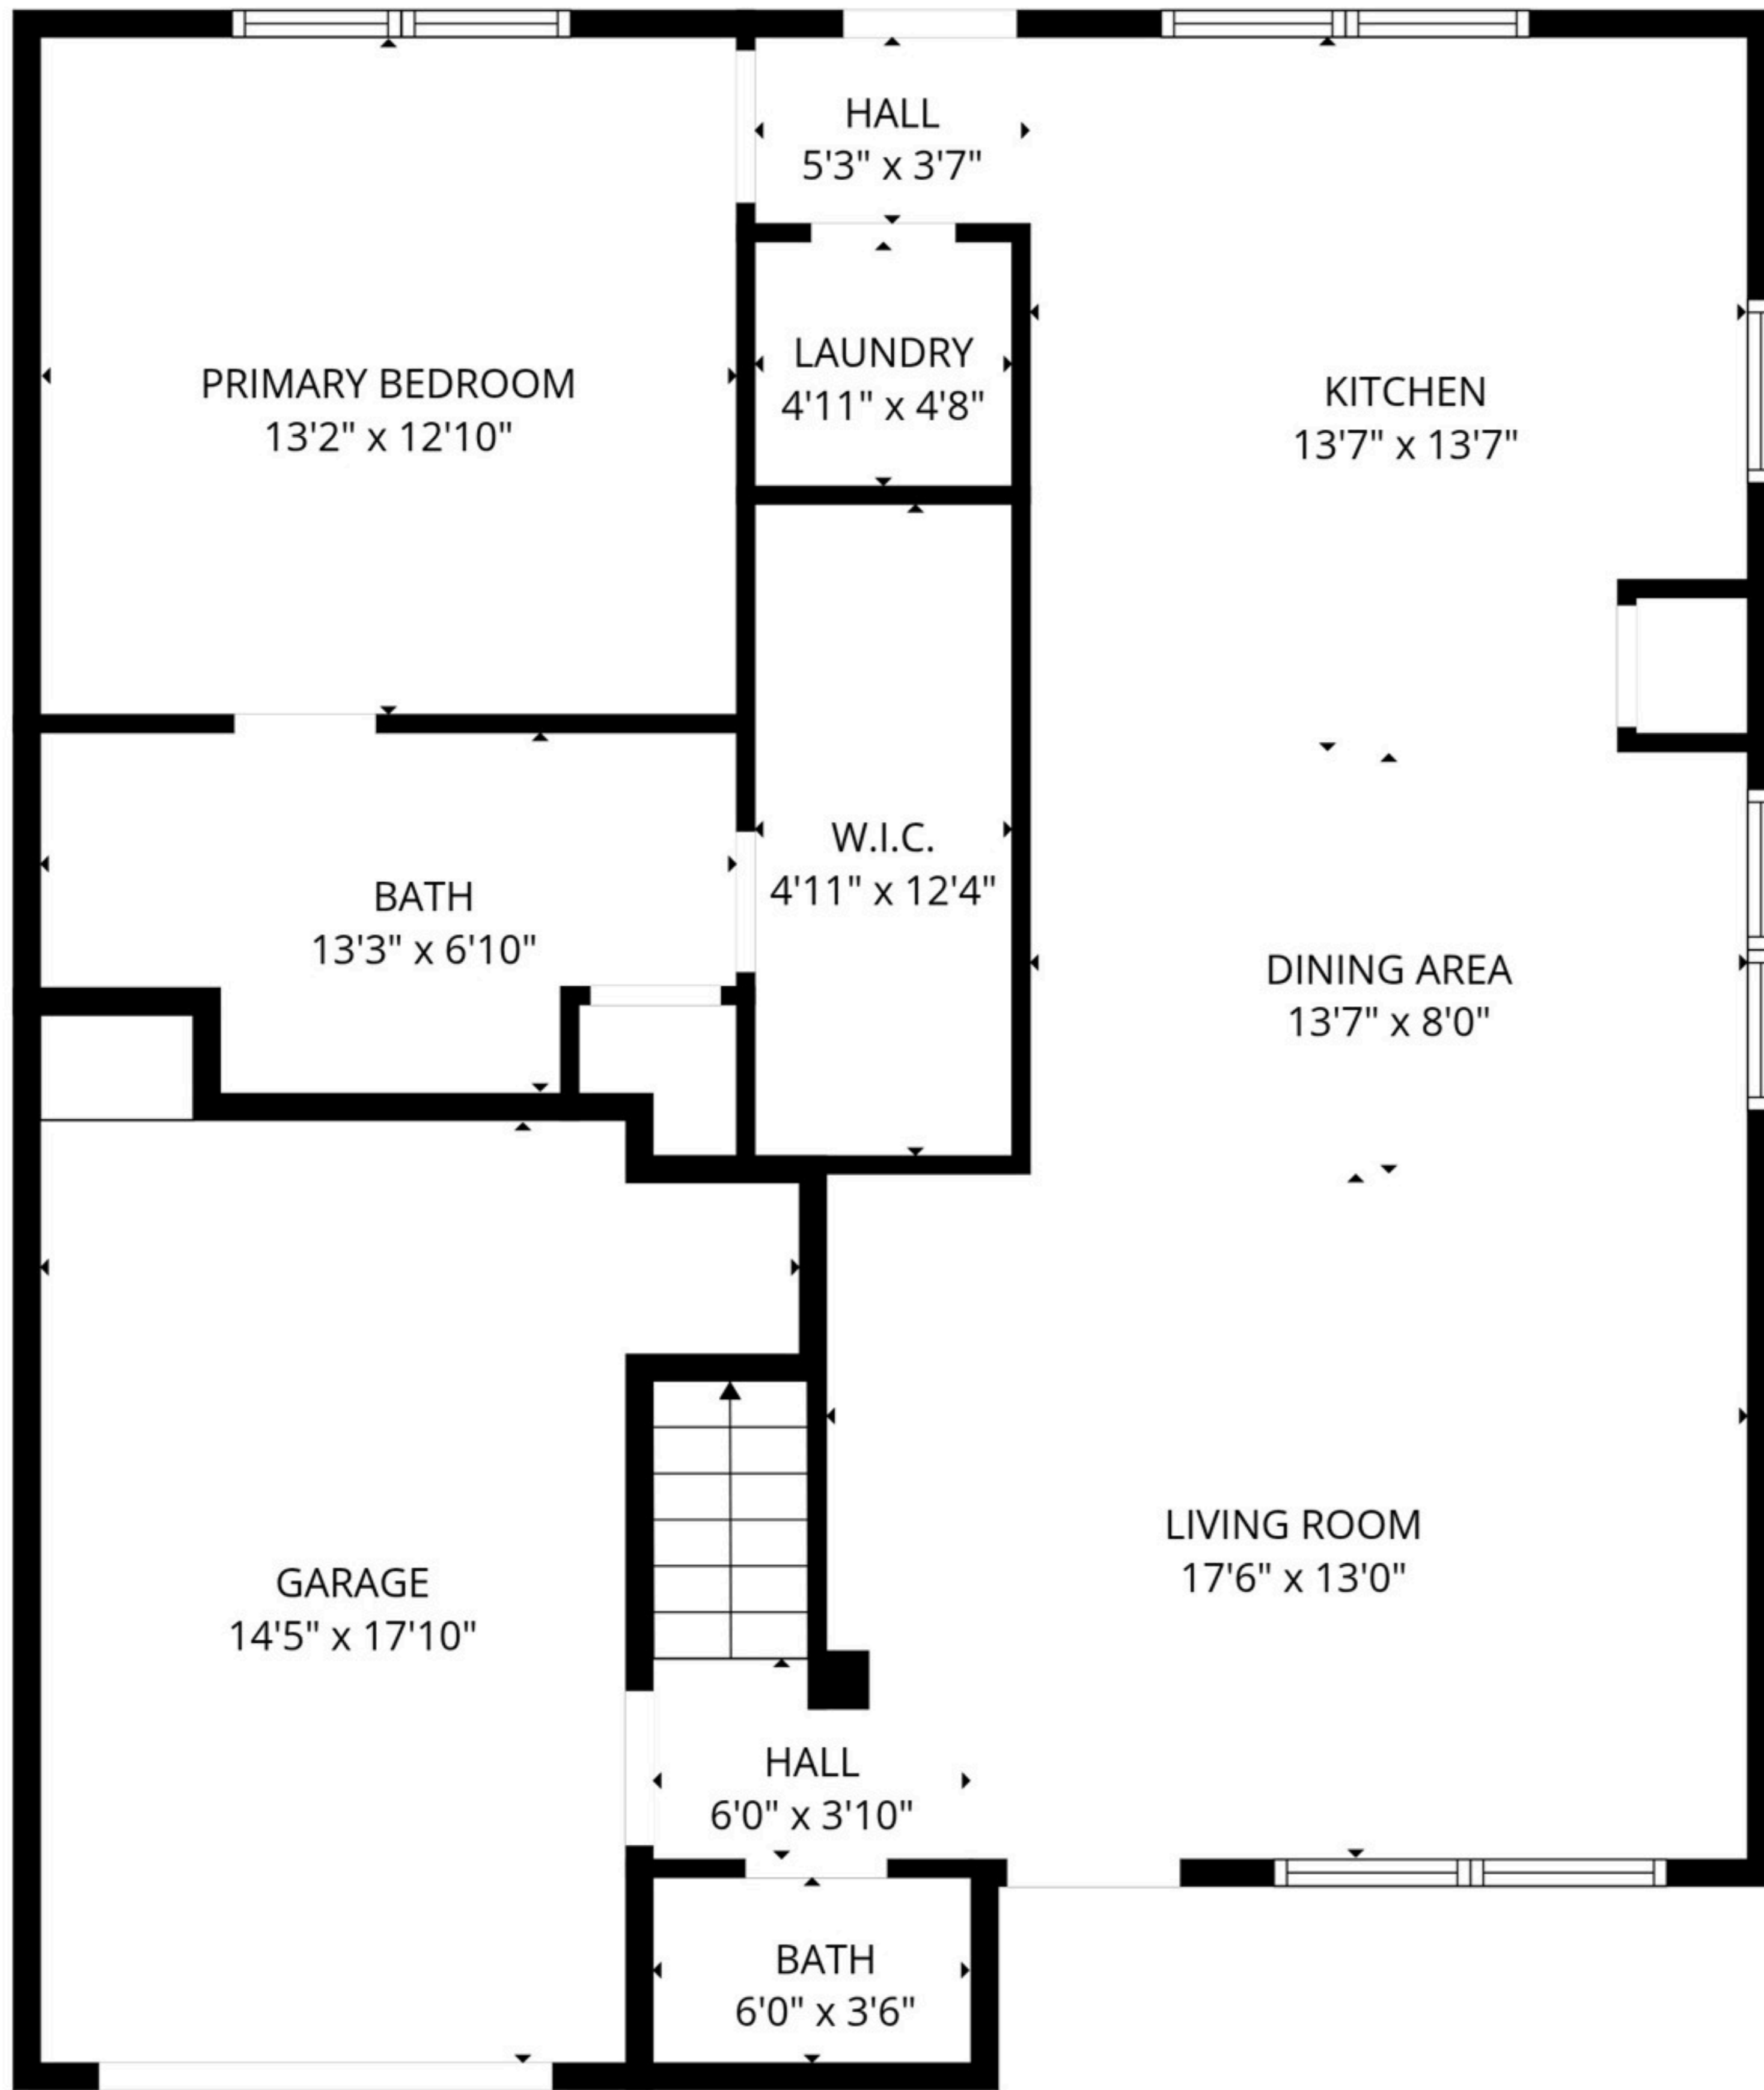 HALL
5'3" x 3'7"
LAUNDRY
4'11" x 4'8"
PRIMARY BEDROOM
13'2" x 12'10"
KITCHEN
13'7" x 13'7"
W.I.C.
4'11" x 12'4"
BATH
13'3" x 6'10"
DINING AREA
13'7" x 8'0"
LIVING ROOM
17'6" x 13'0"
GARAGE
14'5" x 17'10"
HALL
6'0" x 3'10"
BATH
6'0" x 3'6"